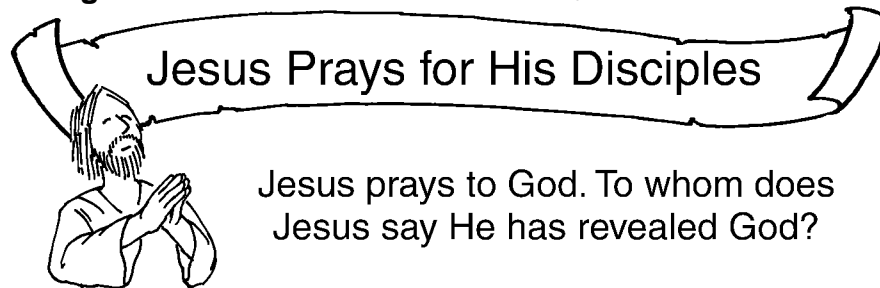 Jesus Prays for His Disciples
Jesus prays to God. To whom does
Jesus say He has revealed God?